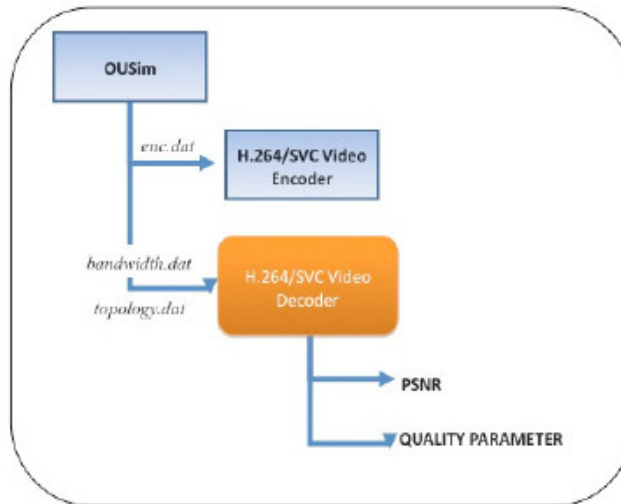 OUSim
enc.dat
H.264/SVC Video
Encoder
bandwidth.dat
topology.dat
H.264/SVC Video
Decoder
PSNR
QUALITY PARAMETER